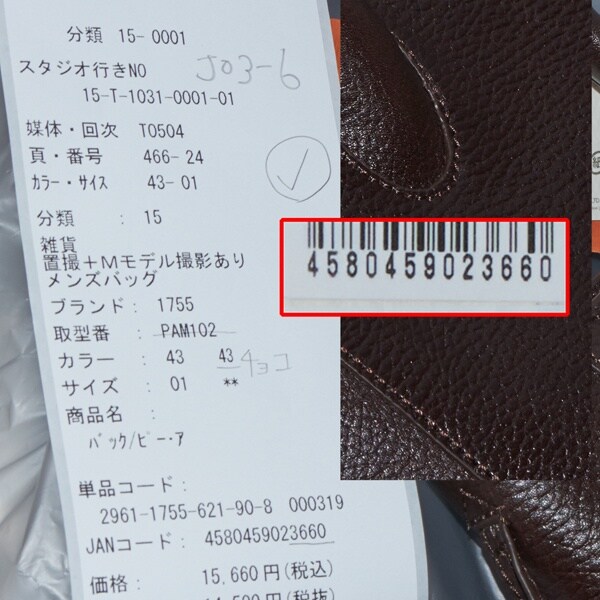 分類 15-0001
スタジオ行きNO J03-6
15-T-1031-0001-01
媒体・回次 T0504
頁・番号 466-24
カラー・サイズ 43-01
分類 : 15
雑貨
置撮+Mモデル撮影あり
メンズバッグ
ブランド: 1755
取型番 : PAM102
カラー : 43 43 チョコ
サイズ : 01 **
商品名 :
バック/ビー・ア
単品コード:
2961-1755-621-90-8 000319
JANコード: 4580459023660
価格: 15,660円(税込)
4580459023660